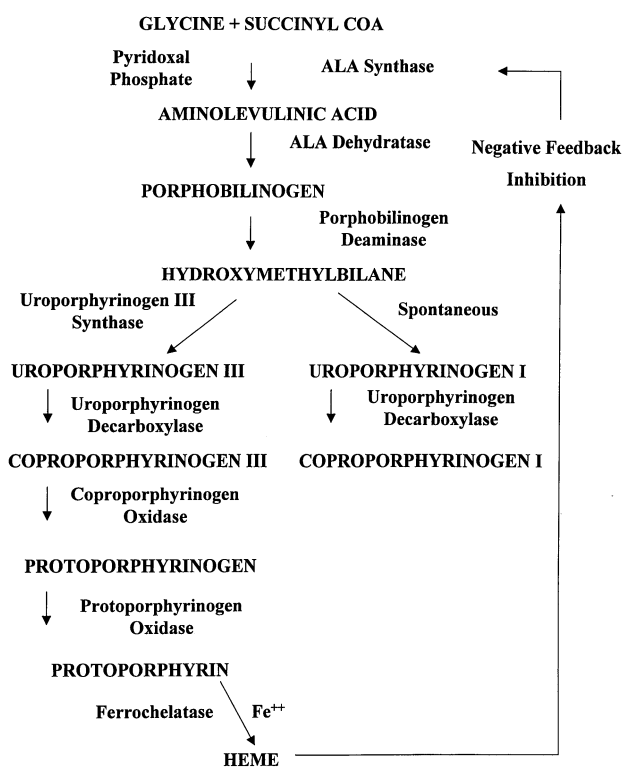 GLYCINE + SUCCINYL COA
Pyridoxal
Phosphate
ALA Synthase
AMINOLEVULINIC ACID
ALA Dehydratase
Negative Feedback
Inhibition
PORPHOBILINOGEN
Porphobilinogen
Deaminase
HYDROXYMETHYLBILANE
Uroporphyrinogen III
Synthase
Spontaneous
UROPORPHYRINOGEN III
UROPORPHYRINOGEN I
Uroporphyrinogen
Decarboxylase
Uroporphyrinogen
Decarboxylase
COPROPORPHYRINOGEN III
COPROPORPHYRINOGEN I
Coproporphyrinogen
Oxidase
PROTOPORPHYRINOGEN
Protoporphyrinogen
Oxidase
PROTOPORPHYRIN
Ferrochelatase
Fe++
HEME